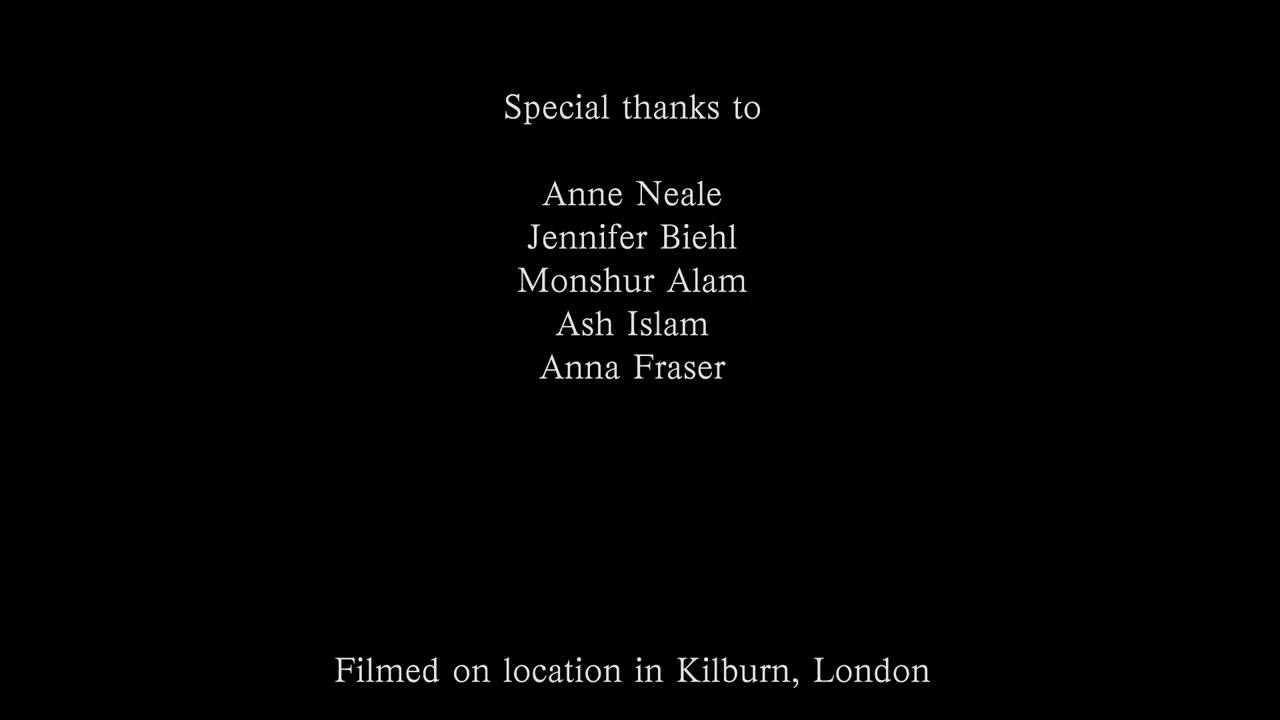 Special thanks to
Anne Neale
Jennifer Biehl
Monshur Alam
Ash Islam
Anna Fraser
Filmed on location in Kilburn, London